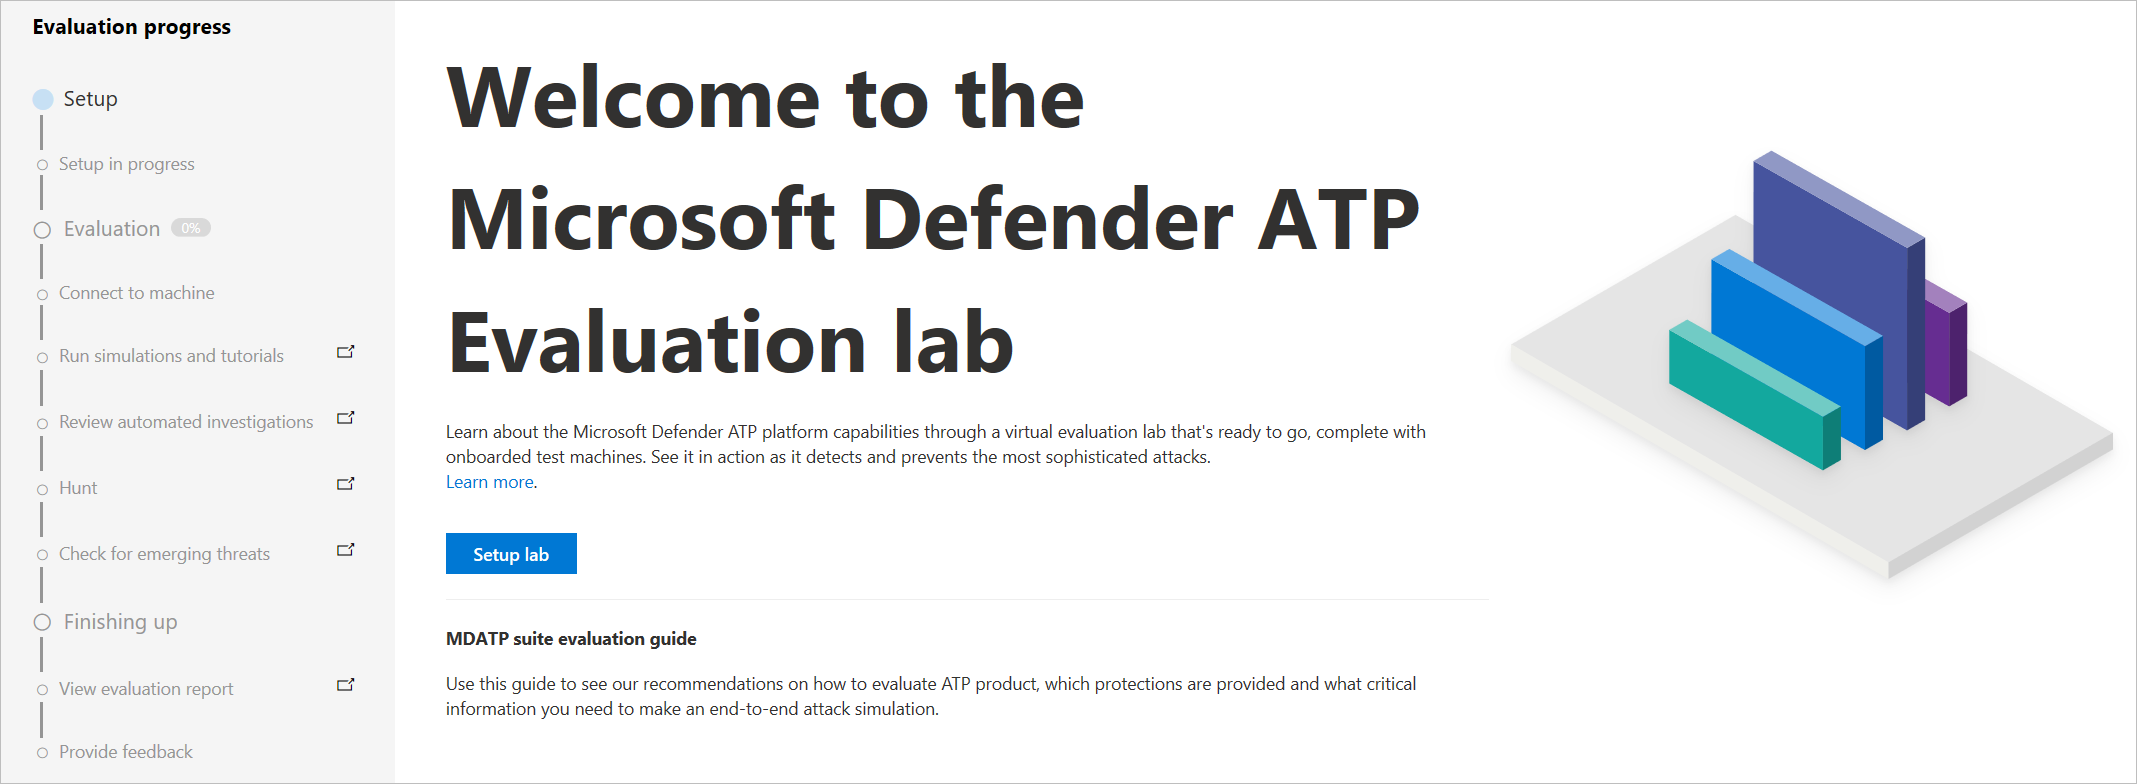 Evaluation progress
Setup
Setup in progress
Evaluation 0%
Connect to machine
Run simulations and tutorials
Review automated investigations
Hunt
Check for emerging threats
Finishing up
View evaluation report
Provide feedback
Welcome to the
Microsoft Defender ATP
Evaluation lab
Learn about the Microsoft Defender ATP platform capabilities through a virtual evaluation lab that's ready to go, complete with
onboarded test machines. See it in action as it detects and prevents the most sophisticated attacks.
Learn more.
Setup lab
MDATP suite evaluation guide
Use this guide to see our recommendations on how to evaluate ATP product, which protections are provided and what critical
information you need to make an end-to-end attack simulation.